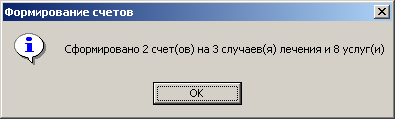 Формирование счетов
Сформировано 2 счет(ов) на 3 случаев(я) лечения и 8 услуг(и)
OK